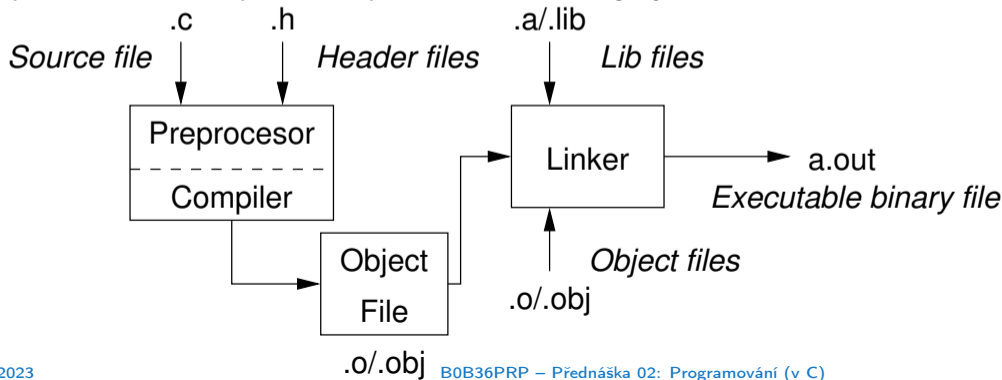 .c .h .a/.lib
Source file Header files Lib files
Preprocesor
Compiler
Linker
a.out
Executable binary file
Object
File
Object files
.o/.obj
.o/.obj
2023 B0B36PRP – Přednáška 02: Programování (v C)